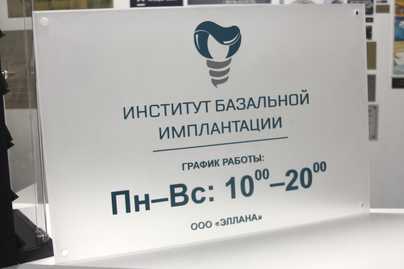 ИНСТИТУТ БАЗАЛЬНОЙ
ИМПЛАНТАЦИИ
ГРАФИК РАБОТЫ:
Пн–Вс: 10⁰⁰–20⁰⁰
ООО «ЭЛЛАНА»